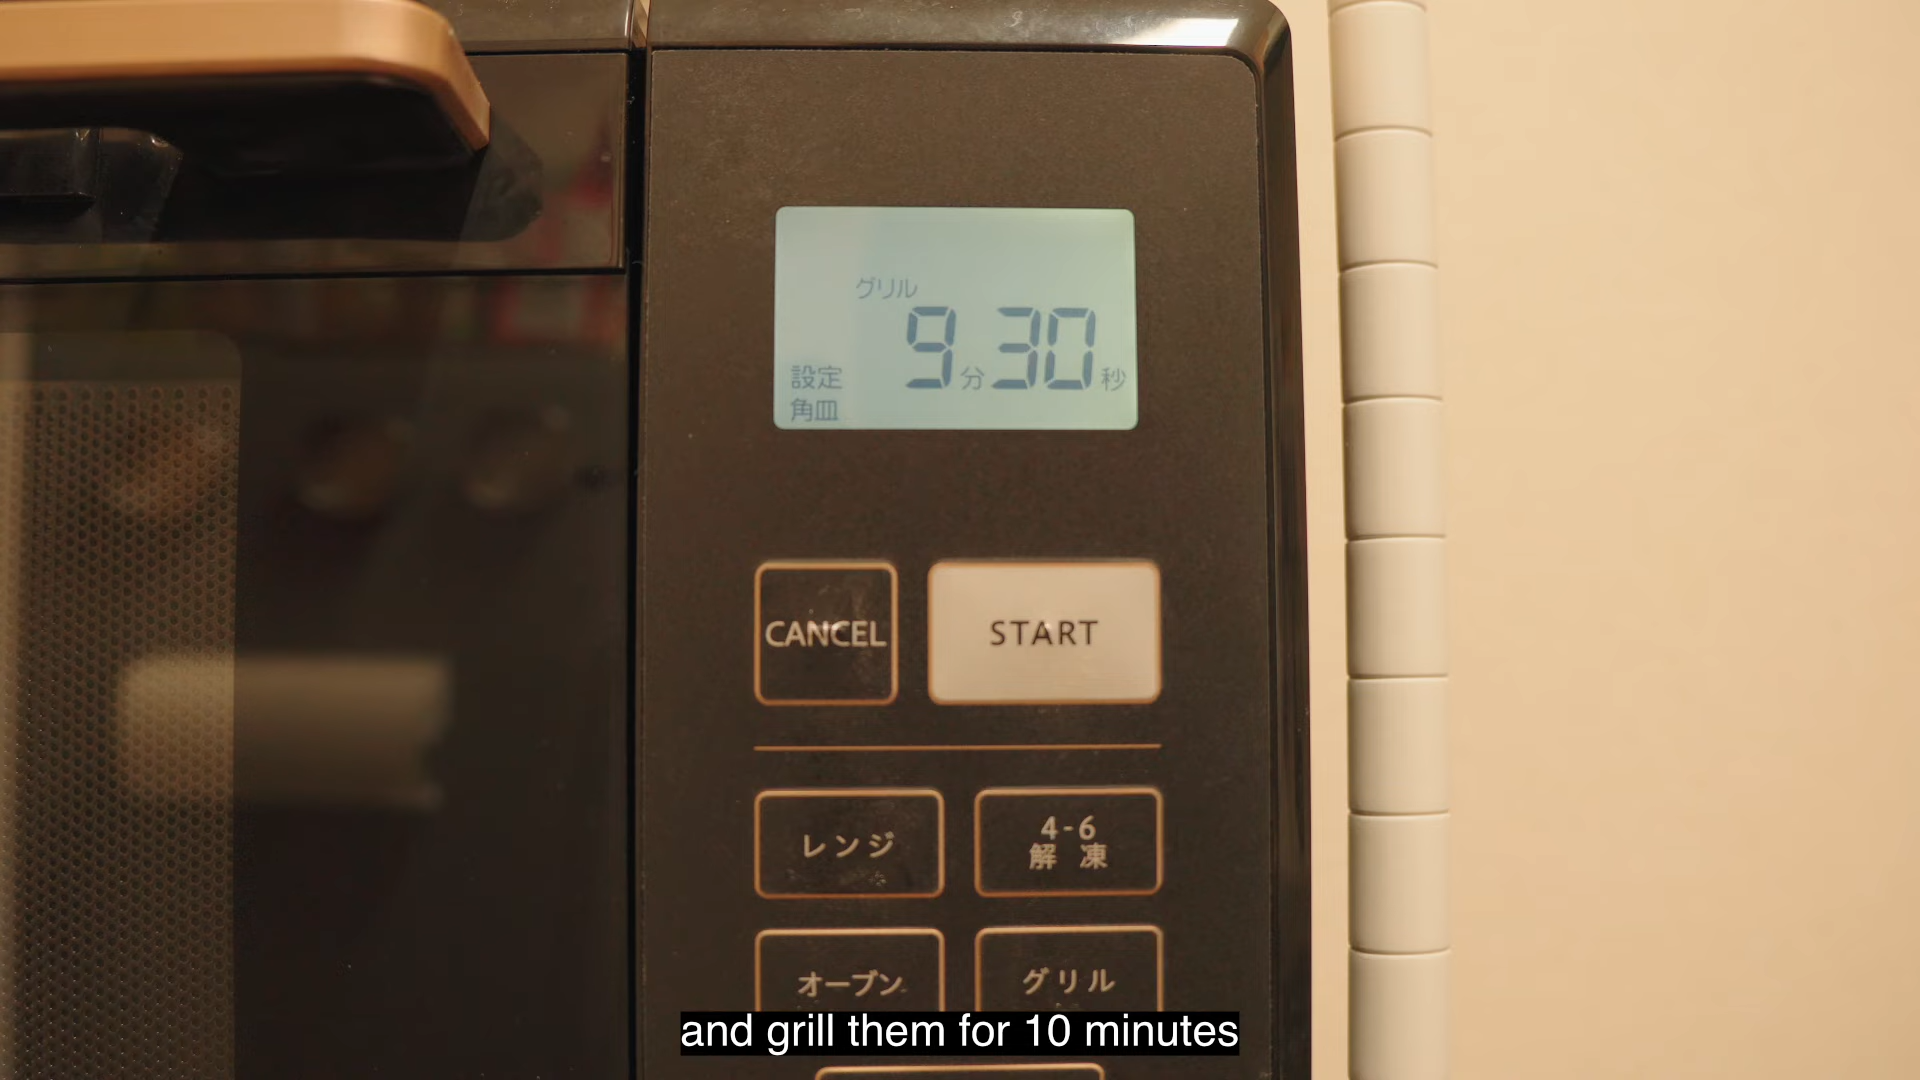 グリル
9分30秒
設定
角皿
CANCEL
START
レンジ
4-6
解凍
オーブン
グリル
and grill them for 10 minutes